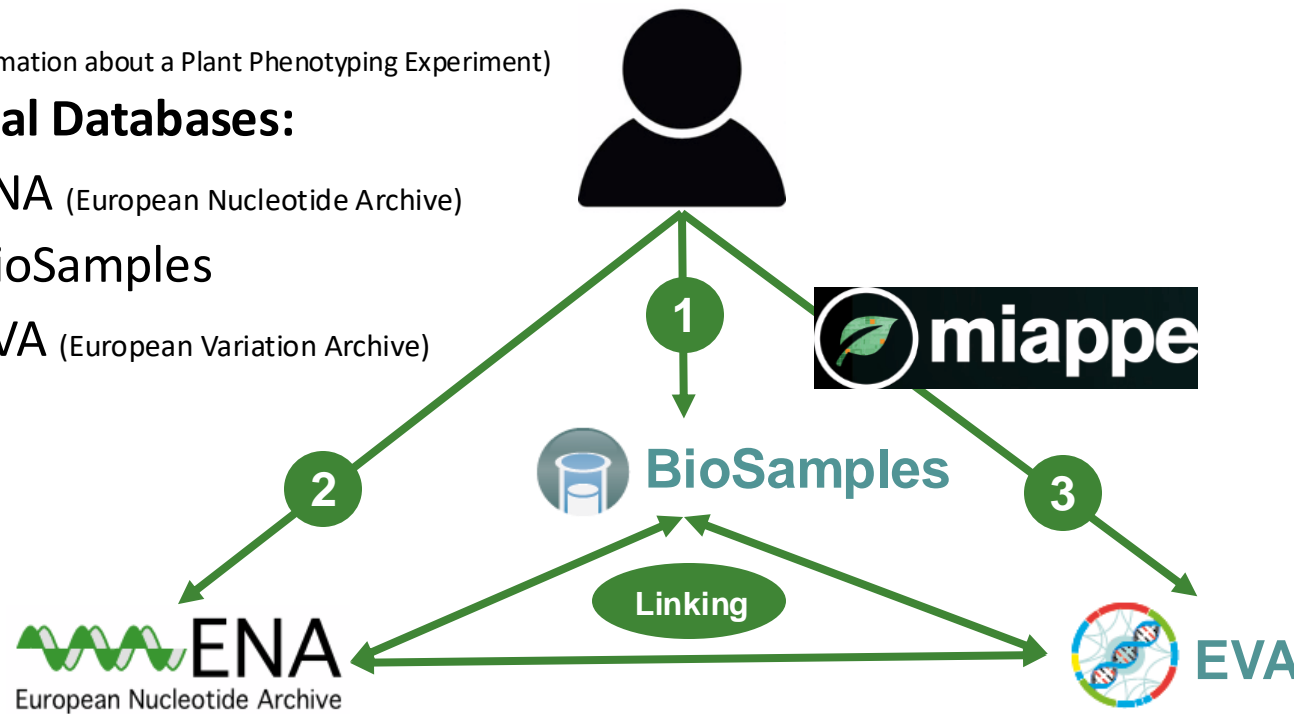 mation about a Plant Phenotyping Experiment)
al Databases:
NA (European Nucleotide Archive)
ioSamples
VA (European Variation Archive)
1
miappe
BioSamples
2
3
Linking
ENA
European Nucleotide Archive
EVA